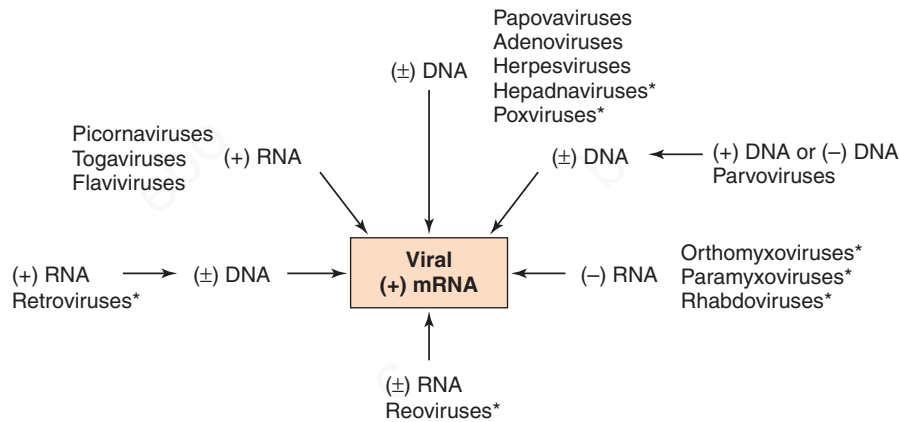 Papovaviruses
Adenoviruses
Herpesviruses
Hepadnaviruses*
Poxviruses*
(±) DNA
Picornaviruses
Togaviruses
Flaviviruses
(+) RNA
(±) DNA
(+) DNA or (–) DNA
Parvoviruses
(+) RNA
Retroviruses*
(±) DNA
Viral
(+) mRNA
(–) RNA
Orthomyxoviruses*
Paramyxoviruses*
Rhabdoviruses*
(±) RNA
Reoviruses*